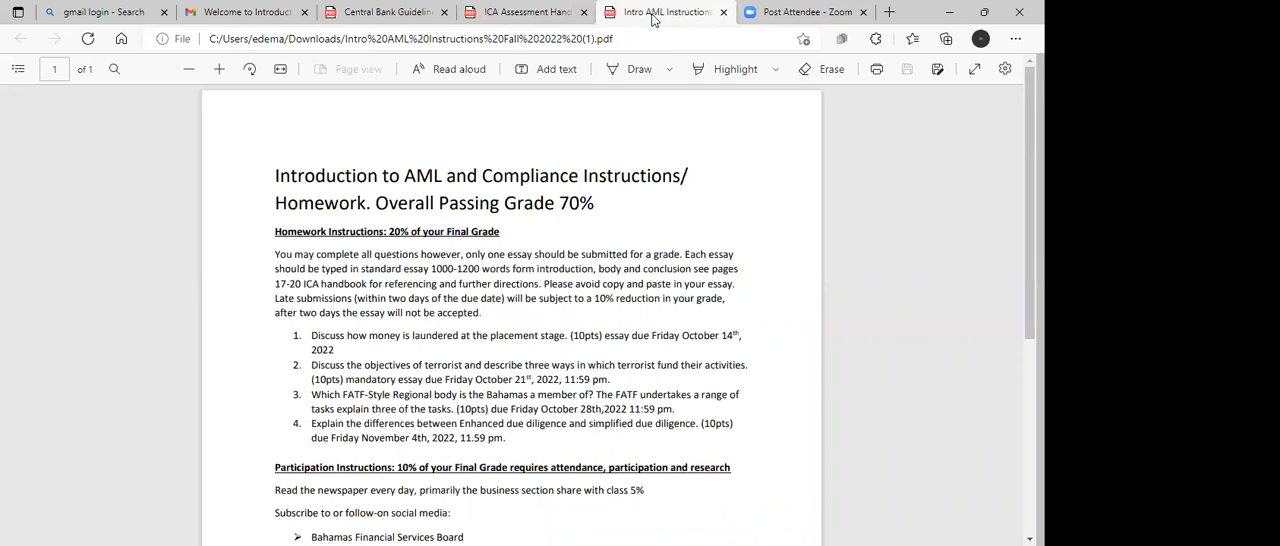 gmail login - Search
Welcome to Introduc
Central Bank Guidelin
ICA Assessment Hand
Intro AML Instructions
Post Attendee - Zoom
File
C:/Users/edema/Downloads/Intro%20AML%20Instructions%20Fall%202022%20(1).pdf
1 of 1
Page view
Read aloud
Add text
Draw
Highlight
Erase
Introduction to AML and Compliance Instructions/
Homework. Overall Passing Grade 70%
Homework Instructions: 20% of your Final Grade
You may complete all questions however, only one essay should be submitted for a grade. Each essay
should be typed in standard essay 1000-1200 words form introduction, body and conclusion see pages
17-20 ICA handbook for referencing and further directions. Please avoid copy and paste in your essay.
Late submissions (within two days of the due date) will be subject to a 10% reduction in your grade,
after two days the essay will not be accepted.
1. Discuss how money is laundered at the placement stage. (10pts) essay due Friday October 14th,
2022
2. Discuss the objectives of terrorist and describe three ways in which terrorist fund their activities.
(10pts) mandatory essay due Friday October 21st, 2022, 11:59 pm.
3. Which FATF-Style Regional body is the Bahamas a member of? The FATF undertakes a range of
tasks explain three of the tasks. (10pts) due Friday October 28th,2022 11:59 pm.
4. Explain the differences between Enhanced due diligence and simplified due diligence. (10pts)
due Friday November 4th, 2022, 11.59 pm.
Participation Instructions: 10% of your Final Grade requires attendance, participation and research
Read the newspaper every day, primarily the business section share with class 5%
Subscribe to or follow-on social media:
➢ Bahamas Financial Services Board